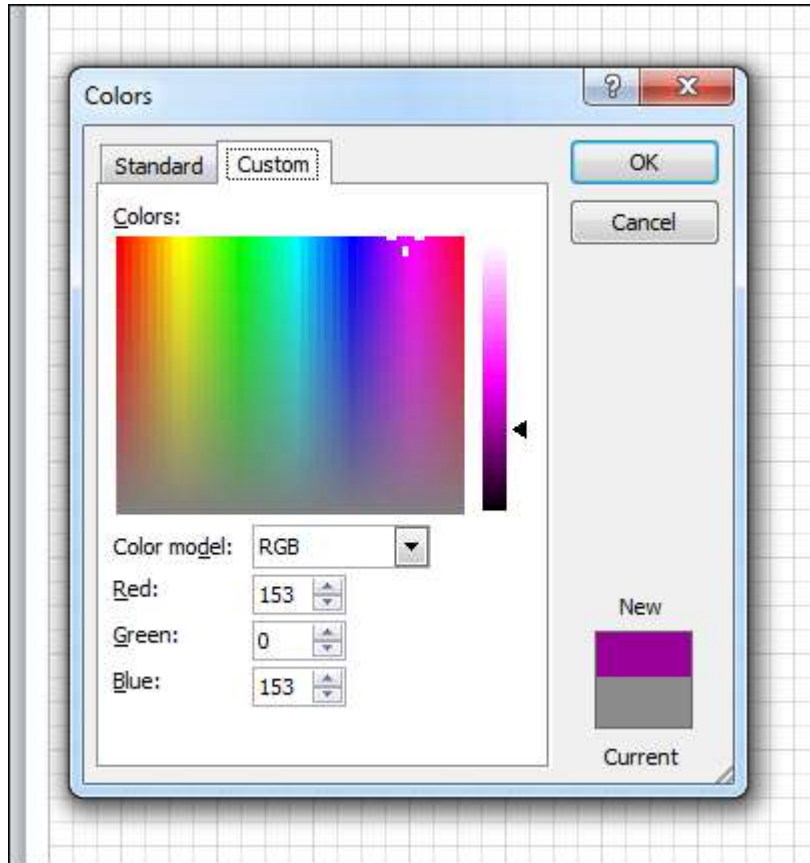 Colors
Standard Custom
OK
Cancel
Colors:
Color model: RGB
Red: 153
Green: 0
Blue: 153
New
Current